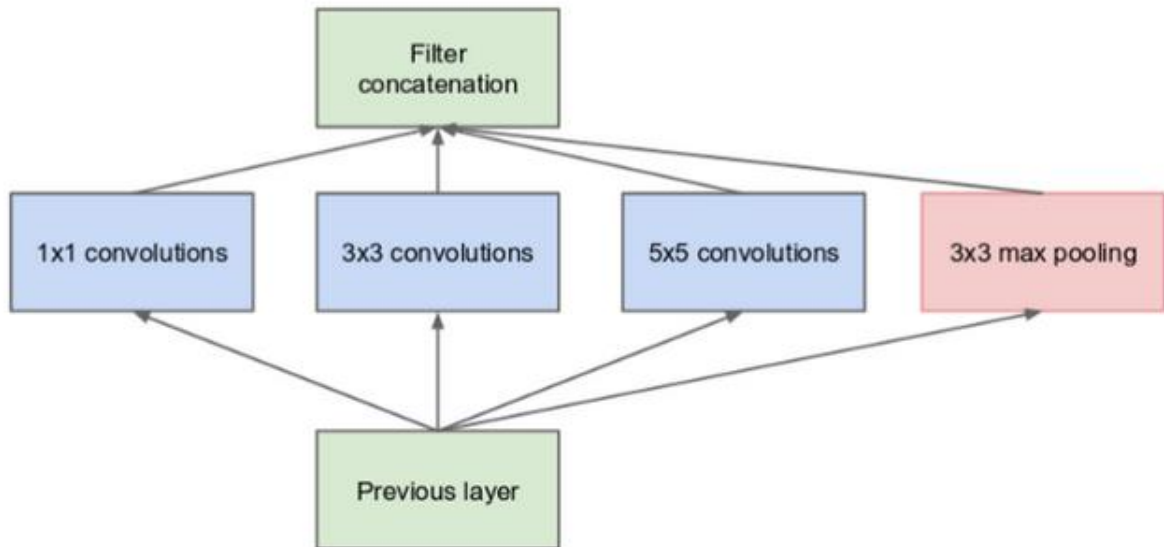 Filter
concatenation
1x1 convolutions
3x3 convolutions
5x5 convolutions
3x3 max pooling
Previous layer